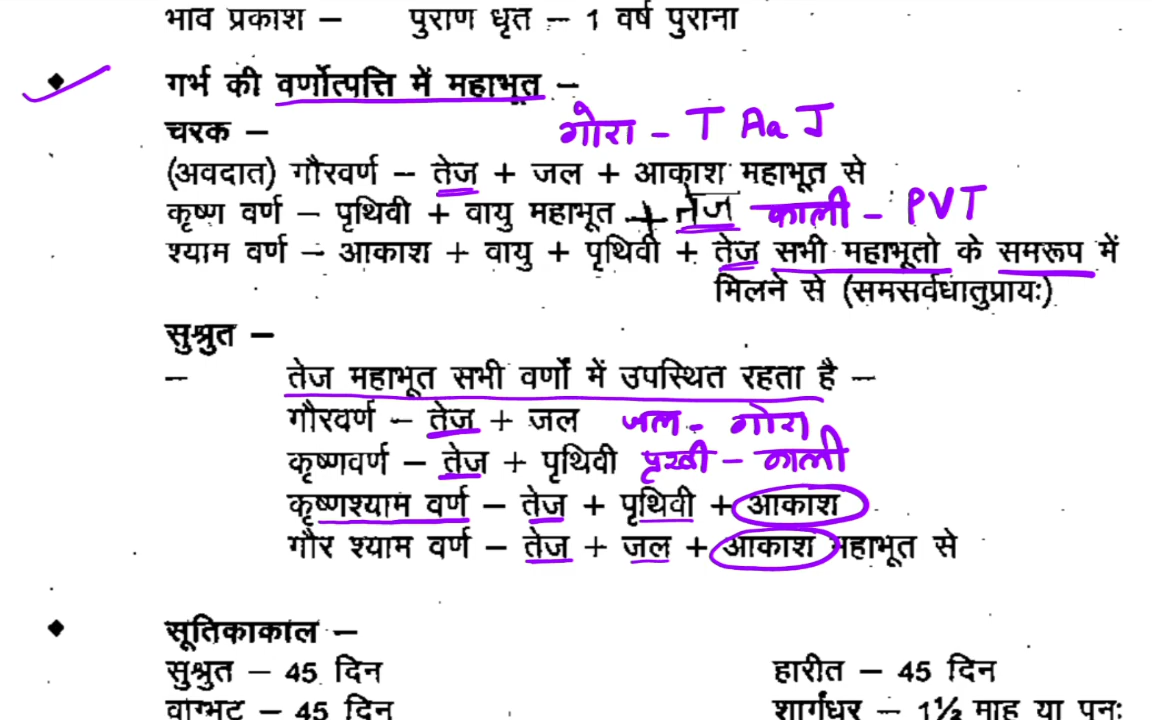 भाव प्रकाश – पुराण धृत – 1 वर्ष पुराना
गर्भ की वर्णोत्पत्ति में महाभूत –
चरक – गोरा – T Aa J
(अवदात) गौरवर्ण – तेज + जल + आकाश महाभूत से
कृष्ण वर्ण – पृथिवी + वायु महाभूत + तेज काली – PVT
श्याम वर्ण – आकाश + वायु + पृथिवी + तेज सभी महाभूतो के समरूप में
मिलने से (समसर्वधातुप्रायः)
सुश्रुत –
– तेज महाभूत सभी वर्णों में उपस्थित रहता है –
गौरवर्ण – तेज + जल जल – गोरा
कृष्णवर्ण – तेज + पृथिवी पृथ्वी – काली
कृष्णश्याम वर्ण – तेज + पृथिवी + आकाश
गौर श्याम वर्ण – तेज + जल + आकाश महाभूत से
सूतिकाकाल –
सुश्रुत – 45 दिन हारीत – 45 दिन
वाग्भट – 45 दिन शार्गंधर – 1½ माह या पुनः